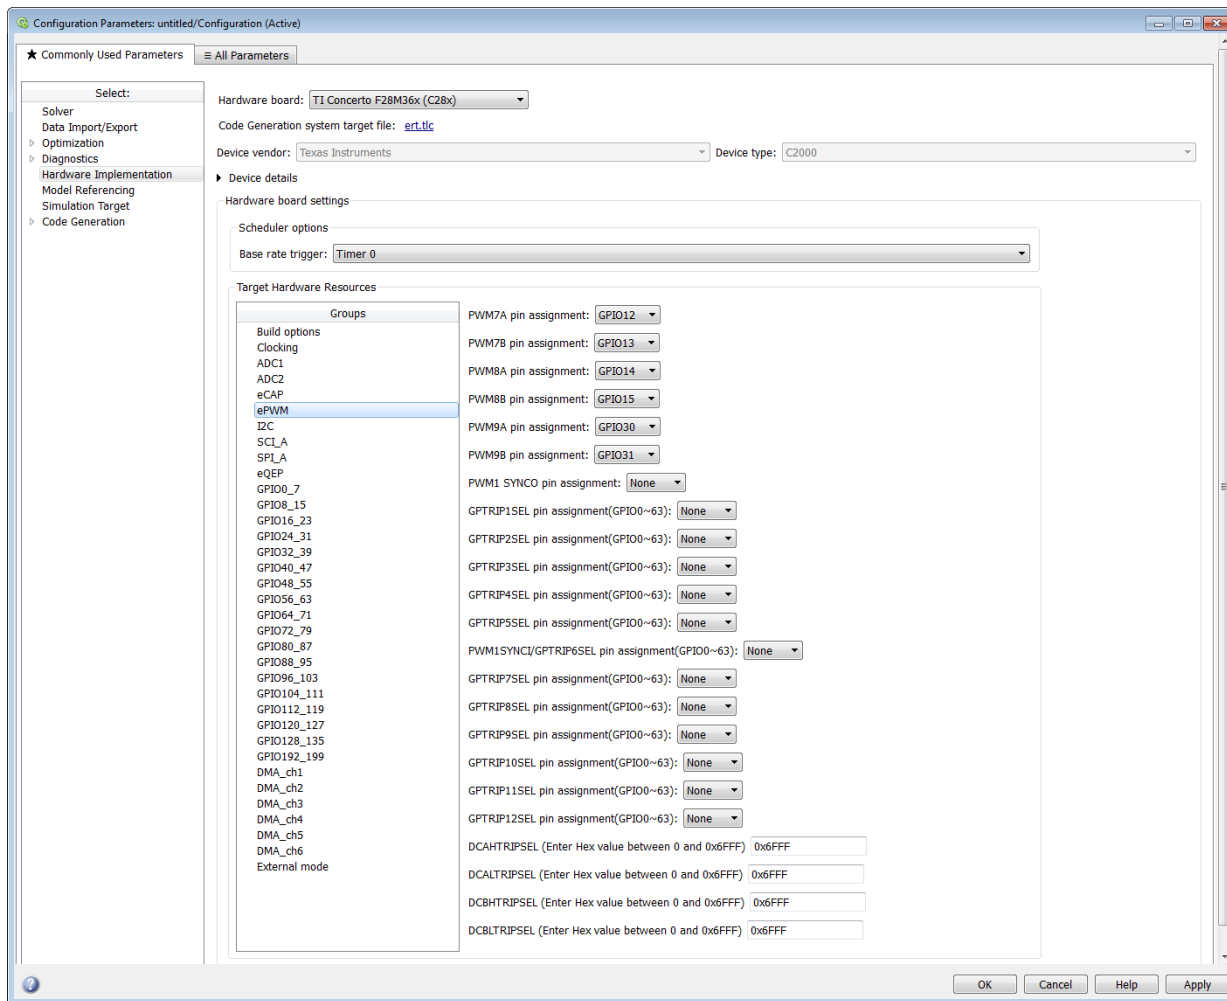 Configuration Parameters: untitled/Configuration (Active)
★ Commonly Used Parameters
≡ All Parameters
Select:
Solver
Data Import/Export
Optimization
Diagnostics
Hardware Implementation
Model Referencing
Simulation Target
Code Generation
Hardware board: TI Concerto F28M36x (C28x)
Code Generation system target file: ert.tlc
Device vendor: Texas Instruments Device type: C2000
Device details
Hardware board settings
Scheduler options
Base rate trigger: Timer 0
Target Hardware Resources
Groups
Build options
Clocking
ADC1
ADC2
eCAP
ePWM
I2C
SCI_A
SPI_A
eQEP
GPIO0_7
GPIO8_15
GPIO16_23
GPIO24_31
GPIO32_39
GPIO40_47
GPIO48_55
GPIO56_63
GPIO64_71
GPIO72_79
GPIO80_87
GPIO88_95
GPIO96_103
GPIO104_111
GPIO112_119
GPIO120_127
GPIO128_135
GPIO192_199
DMA_ch1
DMA_ch2
DMA_ch3
DMA_ch4
DMA_ch5
DMA_ch6
External mode
PWM7A pin assignment: GPIO12
PWM7B pin assignment: GPIO13
PWM8A pin assignment: GPIO14
PWM8B pin assignment: GPIO15
PWM9A pin assignment: GPIO30
PWM9B pin assignment: GPIO31
PWM1 SYNCO pin assignment: None
GPTRIP1SEL pin assignment(GPIO0~63): None
GPTRIP2SEL pin assignment(GPIO0~63): None
GPTRIP3SEL pin assignment(GPIO0~63): None
GPTRIP4SEL pin assignment(GPIO0~63): None
GPTRIP5SEL pin assignment(GPIO0~63): None
PWM1SYNCI/GPTRIP6SEL pin assignment(GPIO0~63): None
GPTRIP7SEL pin assignment(GPIO0~63): None
GPTRIP8SEL pin assignment(GPIO0~63): None
GPTRIP9SEL pin assignment(GPIO0~63): None
GPTRIP10SEL pin assignment(GPIO0~63): None
GPTRIP11SEL pin assignment(GPIO0~63): None
GPTRIP12SEL pin assignment(GPIO0~63): None
DCAHTRIPSEL (Enter Hex value between 0 and 0x6FFF) 0x6FFF
DCALTRIPSEL (Enter Hex value between 0 and 0x6FFF) 0x6FFF
DCBHTRIPSEL (Enter Hex value between 0 and 0x6FFF) 0x6FFF
DCBLTRIPSEL (Enter Hex value between 0 and 0x6FFF) 0x6FFF
OK Cancel Help Apply